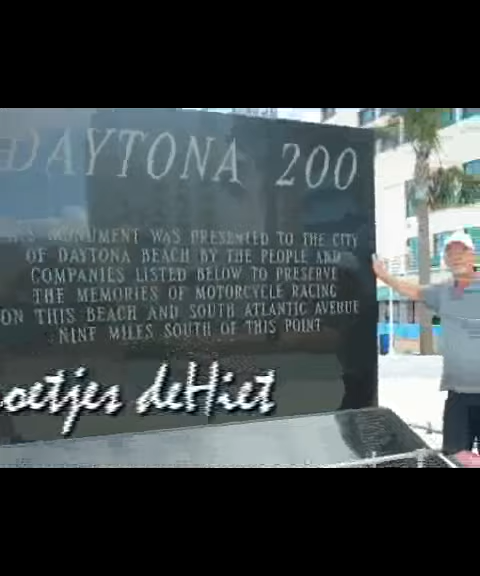 DAYTONA 200
THIS MONUMENT WAS PRESENTED TO THE CITY
OF DAYTONA BEACH BY THE PEOPLE AND
COMPANIES LISTED BELOW TO PRESERVE
THE MEMORIES OF MOTORCYCLE RACING
ON THIS BEACH AND SOUTH ATLANTIC AVENUE
NINE MILES SOUTH OF THIS POINT
oetjes deHiet